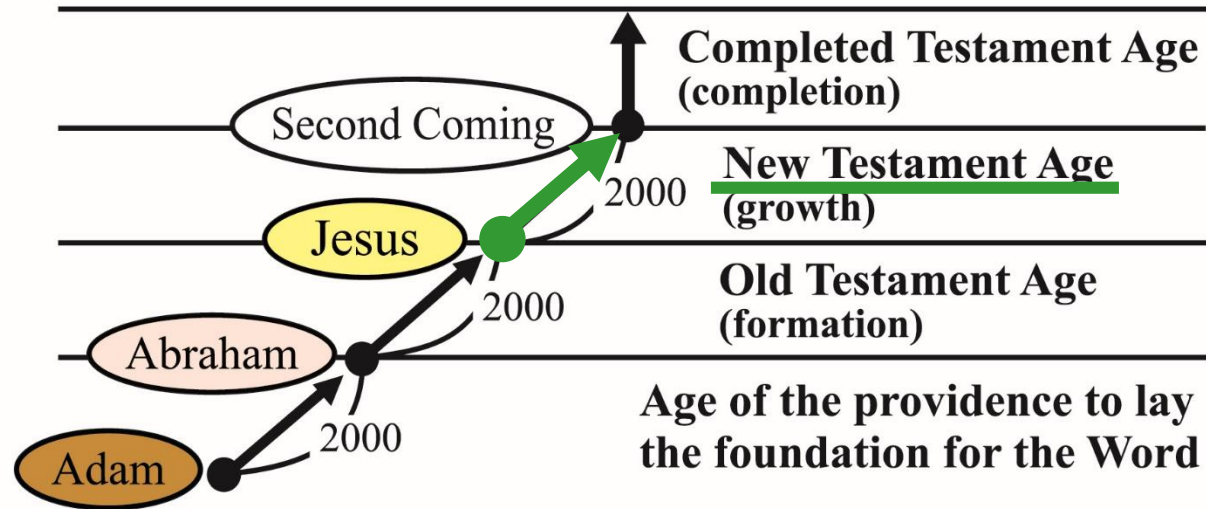 Completed Testament Age
(completion)
Second Coming
New Testament Age
2000
(growth)
Jesus
Old Testament Age
2000
(formation)
Abraham
Age of the providence to lay
2000
the foundation for the Word
Adam